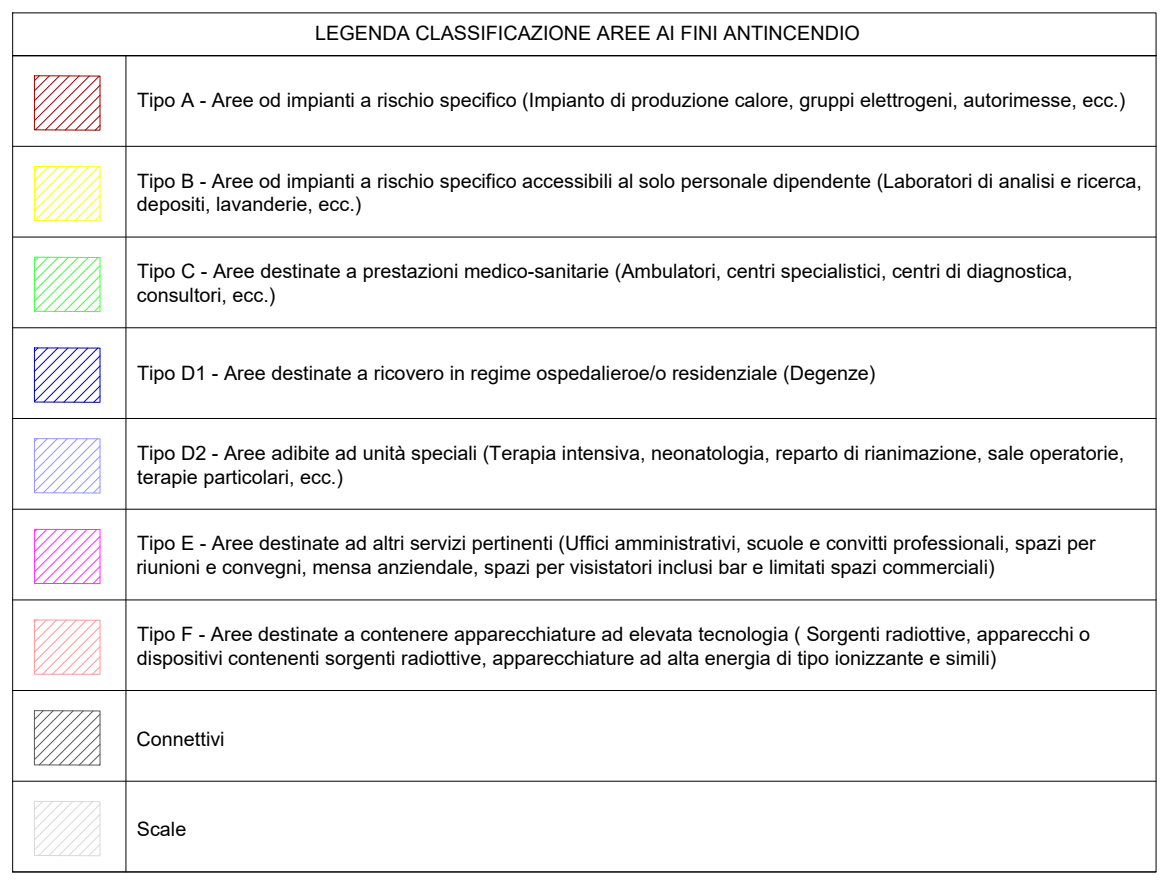 LEGENDA CLASSIFICAZIONE AREE AI FINI ANTINCENDIO
Tipo A - Aree od impianti a rischio specifico (Impianto di produzione calore, gruppi elettrogeni, autorimesse, ecc.)
Tipo B - Aree od impianti a rischio specifico accessibili al solo personale dipendente (Laboratori di analisi e ricerca,
depositi, lavanderie, ecc.)
Tipo C - Aree destinate a prestazioni medico-sanitarie (Ambulatori, centri specialistici, centri di diagnostica,
consultori, ecc.)
Tipo D1 - Aree destinate a ricovero in regime ospedalieroe/o residenziale (Degenze)
Tipo D2 - Aree adibite ad unità speciali (Terapia intensiva, neonatologia, reparto di rianimazione, sale operatorie,
terapie particolari, ecc.)
Tipo E - Aree destinate ad altri servizi pertinenti (Uffici amministrativi, scuole e convitti professionali, spazi per
riunioni e convegni, mensa anziendale, spazi per visistatori inclusi bar e limitati spazi commerciali)
Tipo F - Aree destinate a contenere apparecchiature ad elevata tecnologia ( Sorgenti radiottive, apparecchi o
dispositivi contenenti sorgenti radiottive, apparecchiature ad alta energia di tipo ionizzante e simili)
Connettivi
Scale